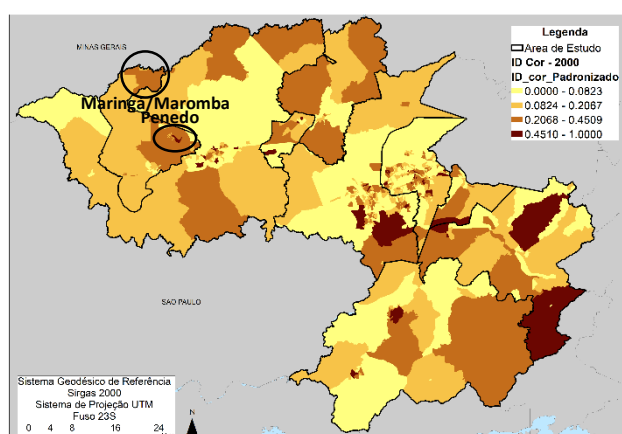 MINAS GERAIS
Maringá/Maromba
Penedo
SAO PAULO
Legenda
Area de Estudo
ID Cor - 2000
ID_cor_Padronizado
0.0000 - 0.0823
0.0824 - 0.2067
0.2068 - 0.4509
0.4510 - 1.0000
Sistema Geodésico de Referência
Sirgas 2000
Sistema de Projeção UTM
Fuso 23S
0 4 8 16 24
N